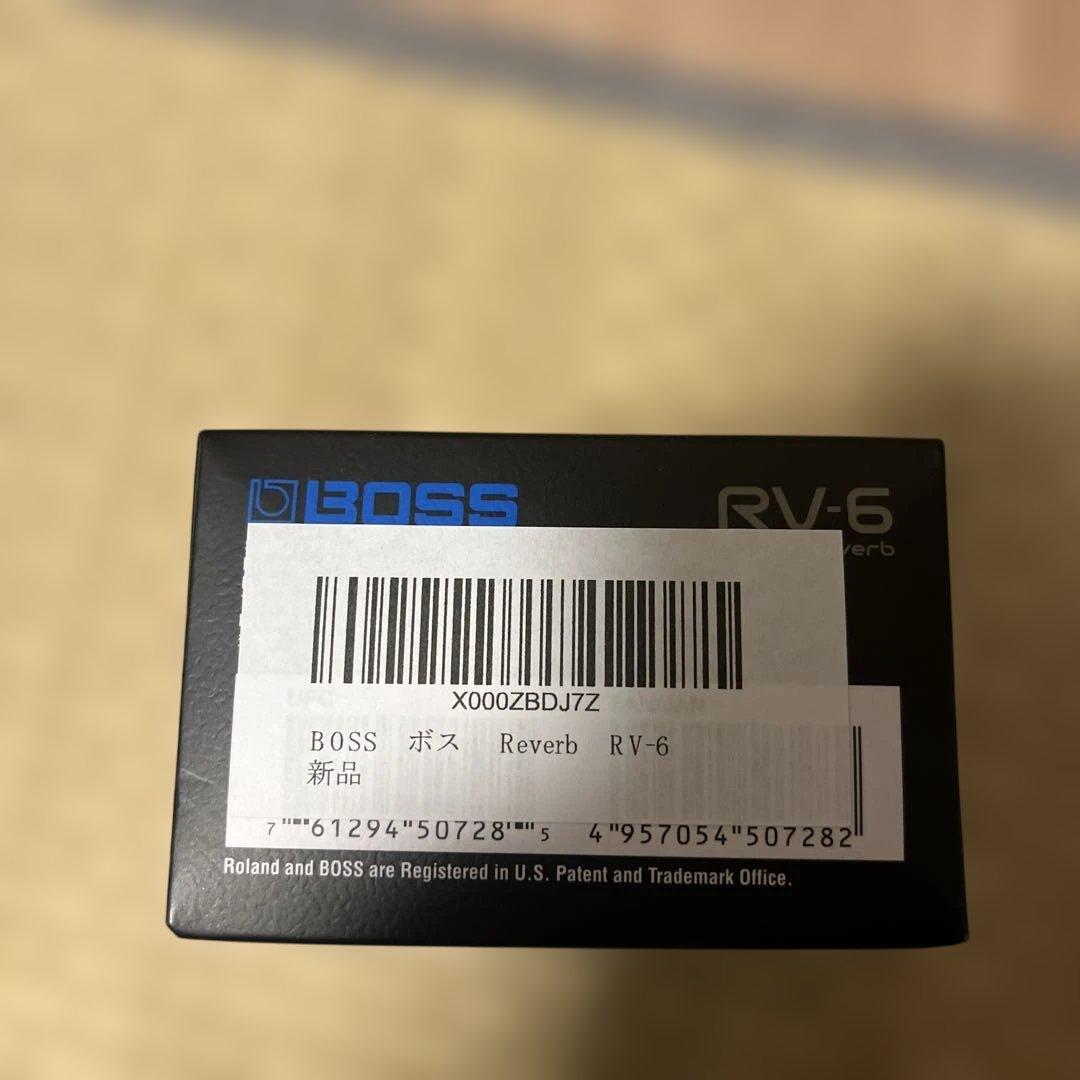 BOSS RV-6
X000ZBDJ7Z
BOSS ボス Reverb RV-6
新品
7 61294 50728 5 4 957054 507282
Roland and BOSS are Registered in U.S. Patent and Trademark Office.